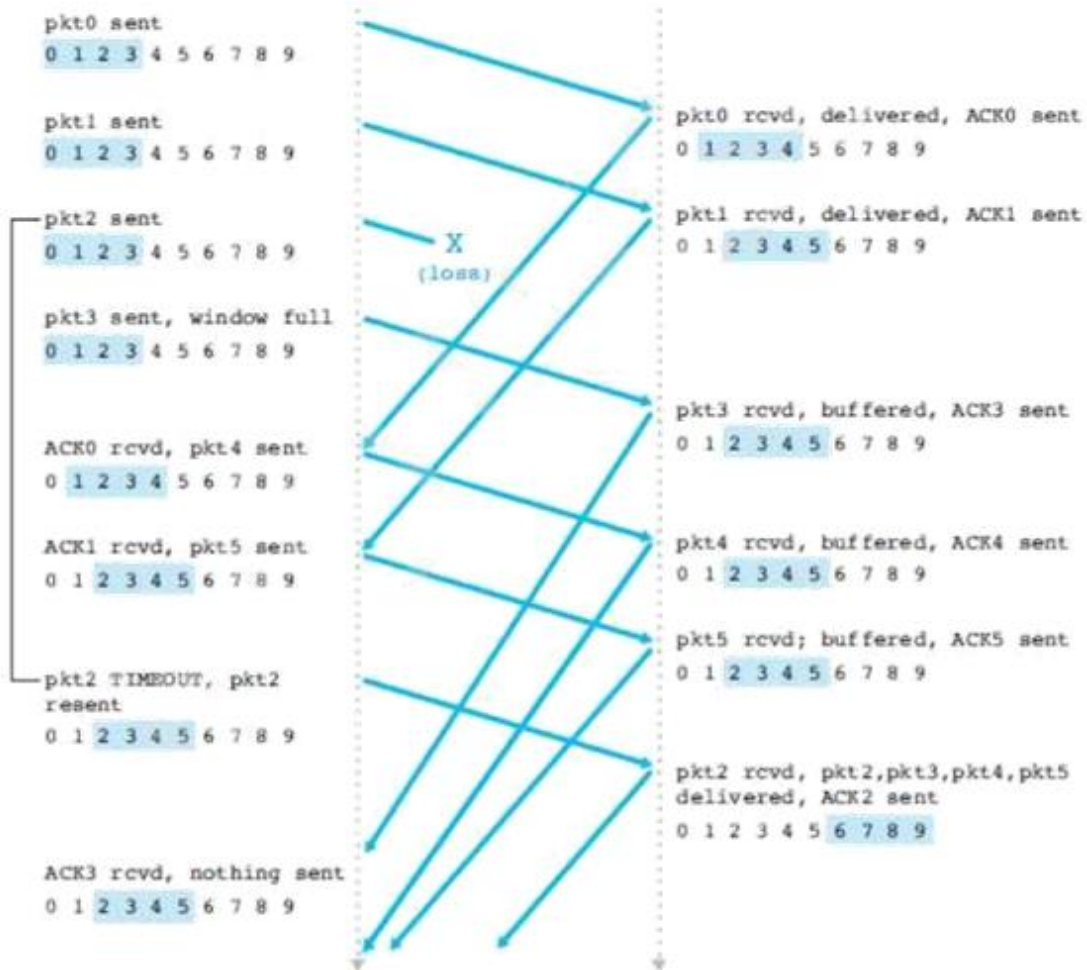 pkt0 sent
0 1 2 3 4 5 6 7 8 9
pkt1 sent
0 1 2 3 4 5 6 7 8 9
pkt2 sent
0 1 2 3 4 5 6 7 8 9
pkt3 sent, window full
0 1 2 3 4 5 6 7 8 9
ACK0 rcvd, pkt4 sent
0 1 2 3 4 5 6 7 8 9
ACK1 rcvd, pkt5 sent
0 1 2 3 4 5 6 7 8 9
pkt2 TIMEOUT, pkt2
resent
0 1 2 3 4 5 6 7 8 9
ACK3 rcvd, nothing sent
0 1 2 3 4 5 6 7 8 9
X
(loss)
pkt0 rcvd, delivered, ACK0 sent
0 1 2 3 4 5 6 7 8 9
pkt1 rcvd, delivered, ACK1 sent
0 1 2 3 4 5 6 7 8 9
pkt3 rcvd, buffered, ACK3 sent
0 1 2 3 4 5 6 7 8 9
pkt4 rcvd, buffered, ACK4 sent
0 1 2 3 4 5 6 7 8 9
pkt5 rcvd; buffered, ACK5 sent
0 1 2 3 4 5 6 7 8 9
pkt2 rcvd, pkt2,pkt3,pkt4,pkt5
delivered, ACK2 sent
0 1 2 3 4 5 6 7 8 9